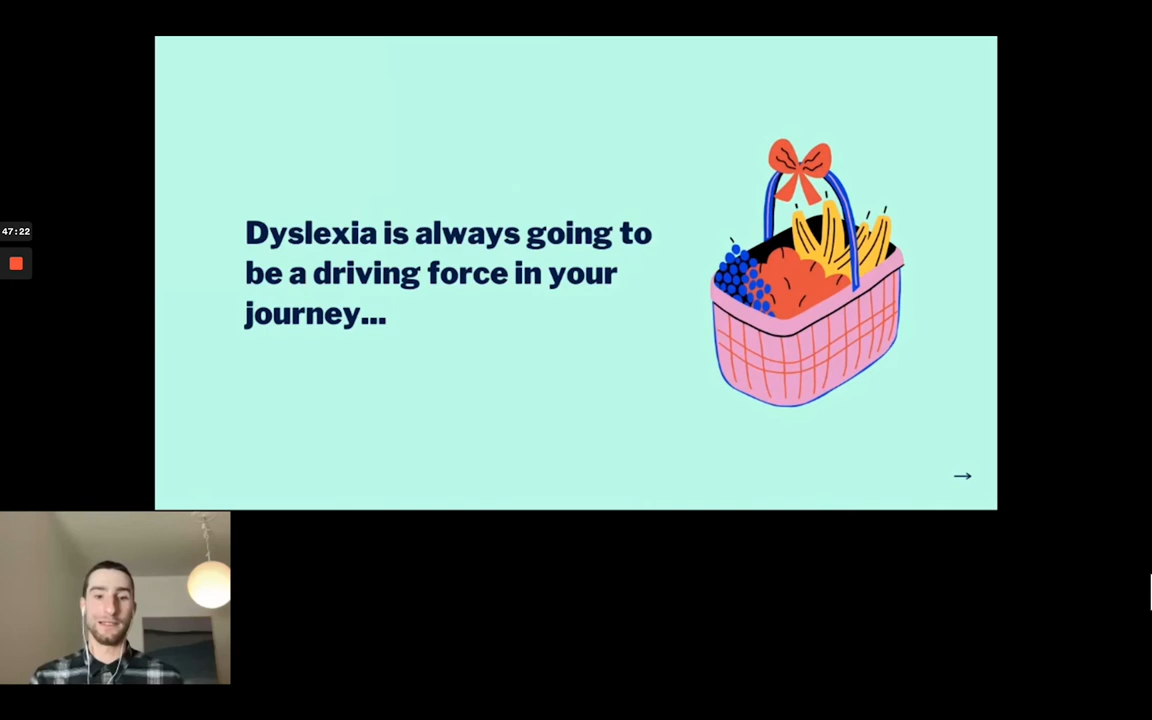 47:22
Dyslexia is always going to
be a driving force in your
journey...
→